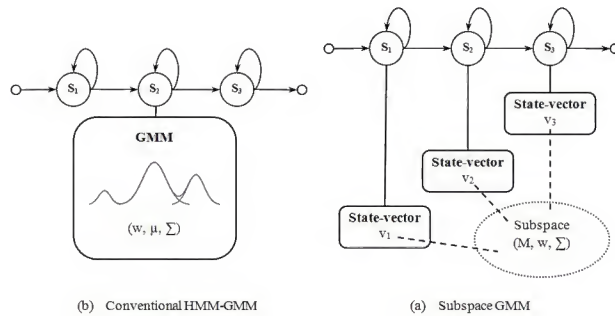 S1
S2
S3
GMM
(w, μ, ∑)
(b) Conventional HMM-GMM
S1
S2
S3
State-vector
v3
State-vector
v2
State-vector
v1
Subspace
(M, w, ∑)
(a) Subspace GMM